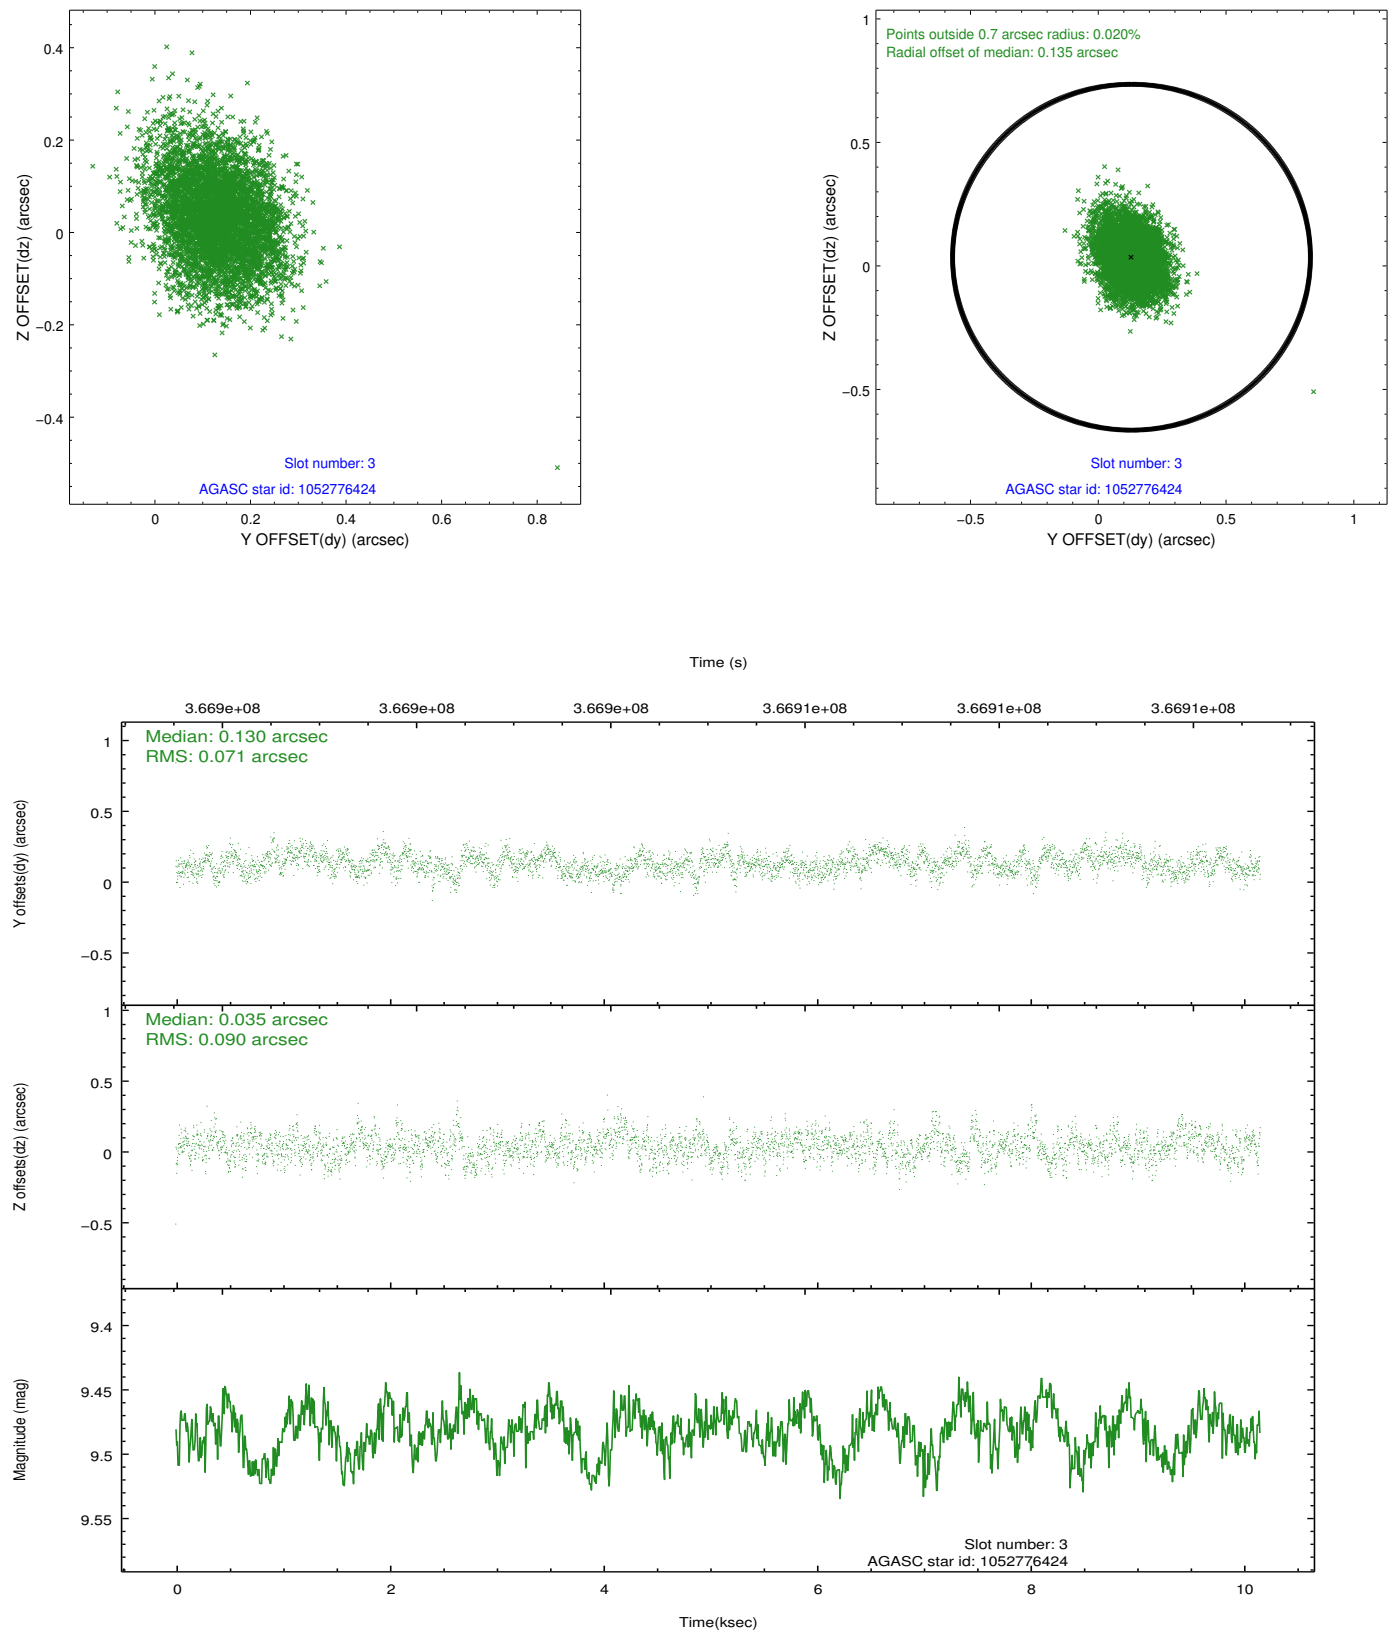 0.4
0.2
0
−0.2
−0.4
Z OFFSET(dz) (arcsec)
Slot number: 3
AGASC star id: 1052776424
0 0.2 0.4 0.6 0.8
Y OFFSET(dy) (arcsec)
Points outside 0.7 arcsec radius: 0.020%
Radial offset of median: 0.135 arcsec
1
0.5
0
−0.5
Z OFFSET(dz) (arcsec)
Slot number: 3
AGASC star id: 1052776424
−0.5 0 0.5 1
Y OFFSET(dy) (arcsec)
Time (s)
3.669e+08 3.669e+08 3.669e+08 3.6691e+08 3.6691e+08 3.6691e+08
Median: 0.130 arcsec
RMS: 0.071 arcsec
1
0.5
0
−0.5
Y offsets(dy) (arcsec)
Median: 0.035 arcsec
RMS: 0.090 arcsec
1
0.5
0
−0.5
Z offsets(dz) (arcsec)
9.4
9.45
9.5
9.55
Magnitude (mag)
Slot number: 3
AGASC star id: 1052776424
0 2 4 6 8 10
Time(ksec)